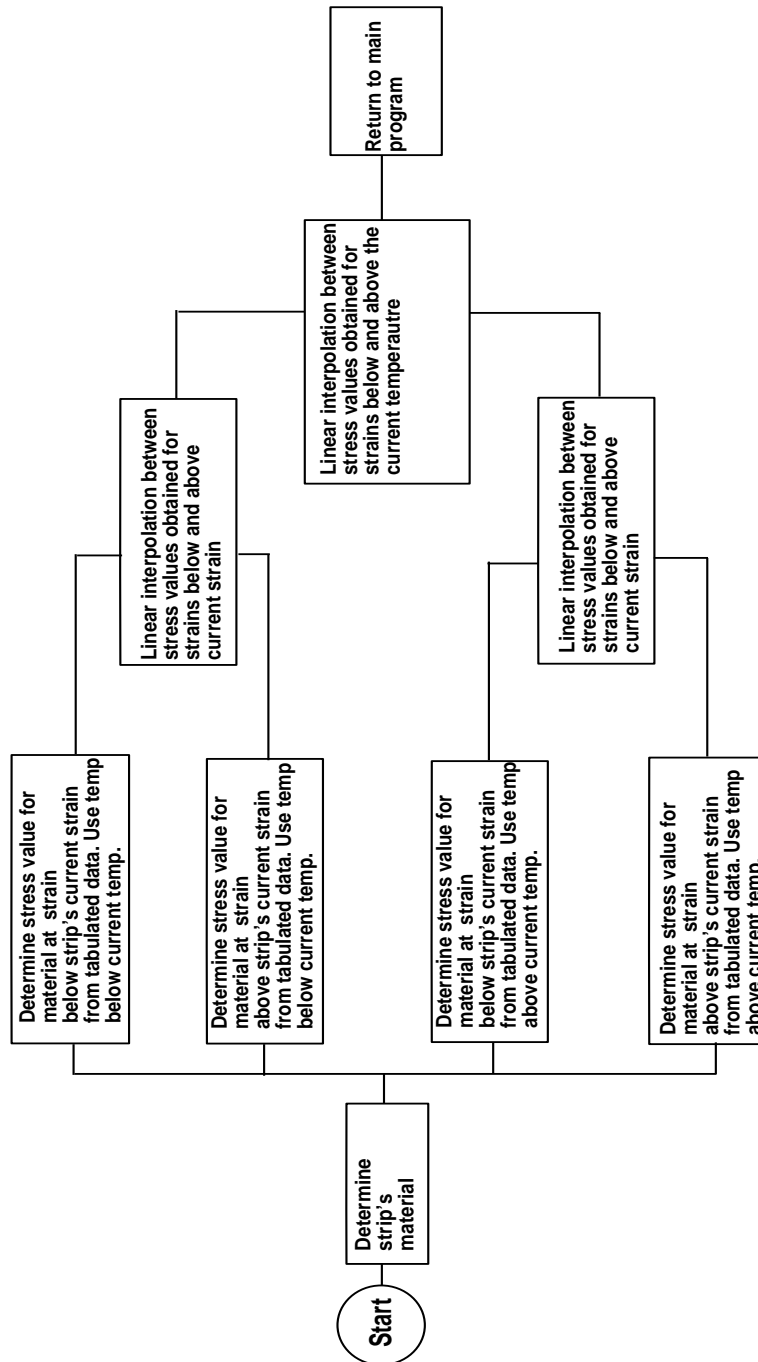 Start
Determine
strip's
material
Determine stress value for
material at strain
below strip's current strain
from tabulated data. Use temp
below current temp.
Determine stress value for
material at strain
above strip's current strain
from tabulated data. Use temp
below current temp.
Determine stress value for
material at strain
below strip's current strain
from tabulated data. Use temp
above current temp.
Determine stress value for
material at strain
above strip's current strain
from tabulated data. Use temp
above current temp.
Linear interpolation between
stress values obtained for
strains below and above
current strain
Linear interpolation between
stress values obtained for
strains below and above
current strain
Linear interpolation between
stress values obtained for
strains below and above the
current temperautre
Return to main
program